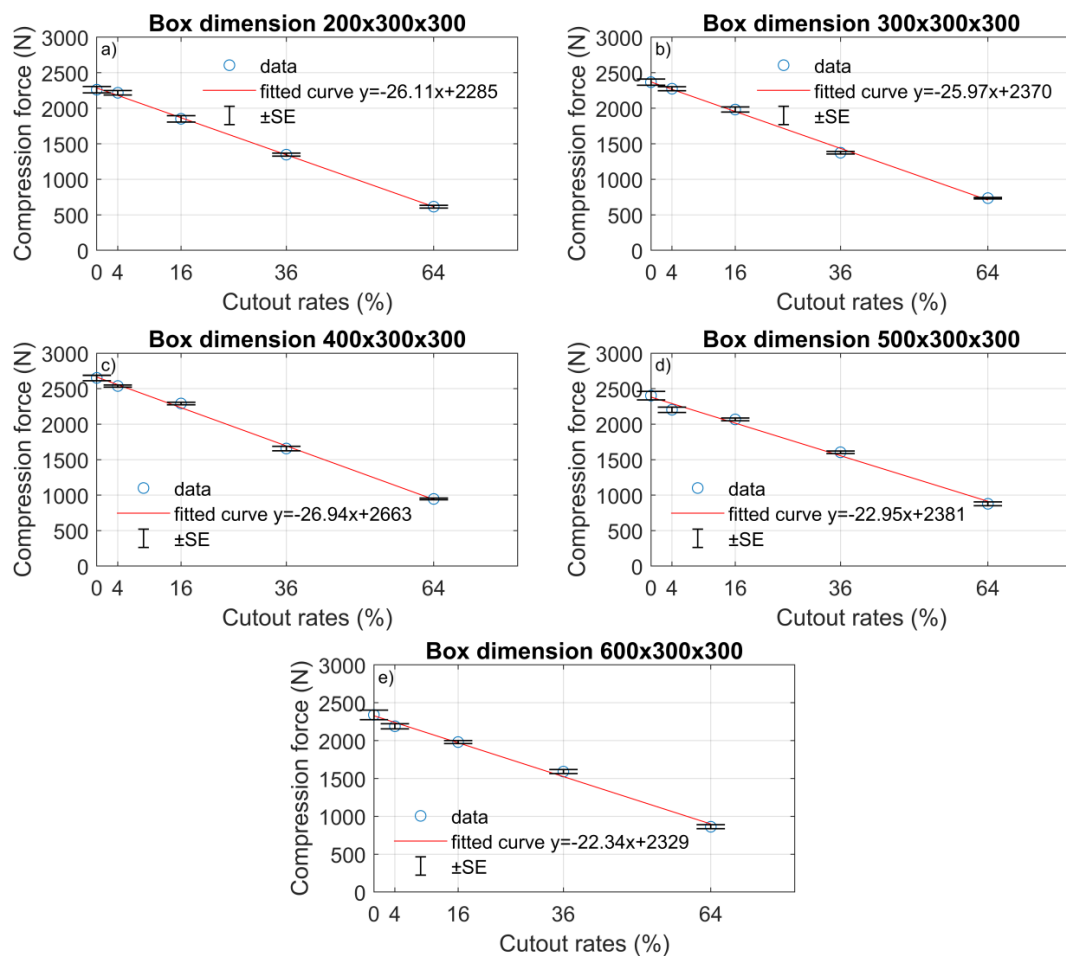 Box dimension 200x300x300
a)
3000
2500
2000
1500
1000
500
0
Compression force (N)
data
fitted curve y=-26.11x+2285
±SE
0 4 16 36 64
Cutout rates (%)
Box dimension 300x300x300
b)
3000
2500
2000
1500
1000
500
0
Compression force (N)
data
fitted curve y=-25.97x+2370
±SE
0 4 16 36 64
Cutout rates (%)
Box dimension 400x300x300
c)
3000
2500
2000
1500
1000
500
0
Compression force (N)
data
fitted curve y=-26.94x+2663
±SE
0 4 16 36 64
Cutout rates (%)
Box dimension 500x300x300
d)
3000
2500
2000
1500
1000
500
0
Compression force (N)
data
fitted curve y=-22.95x+2381
±SE
0 4 16 36 64
Cutout rates (%)
Box dimension 600x300x300
e)
3000
2500
2000
1500
1000
500
0
Compression force (N)
data
fitted curve y=-22.34x+2329
±SE
0 4 16 36 64
Cutout rates (%)